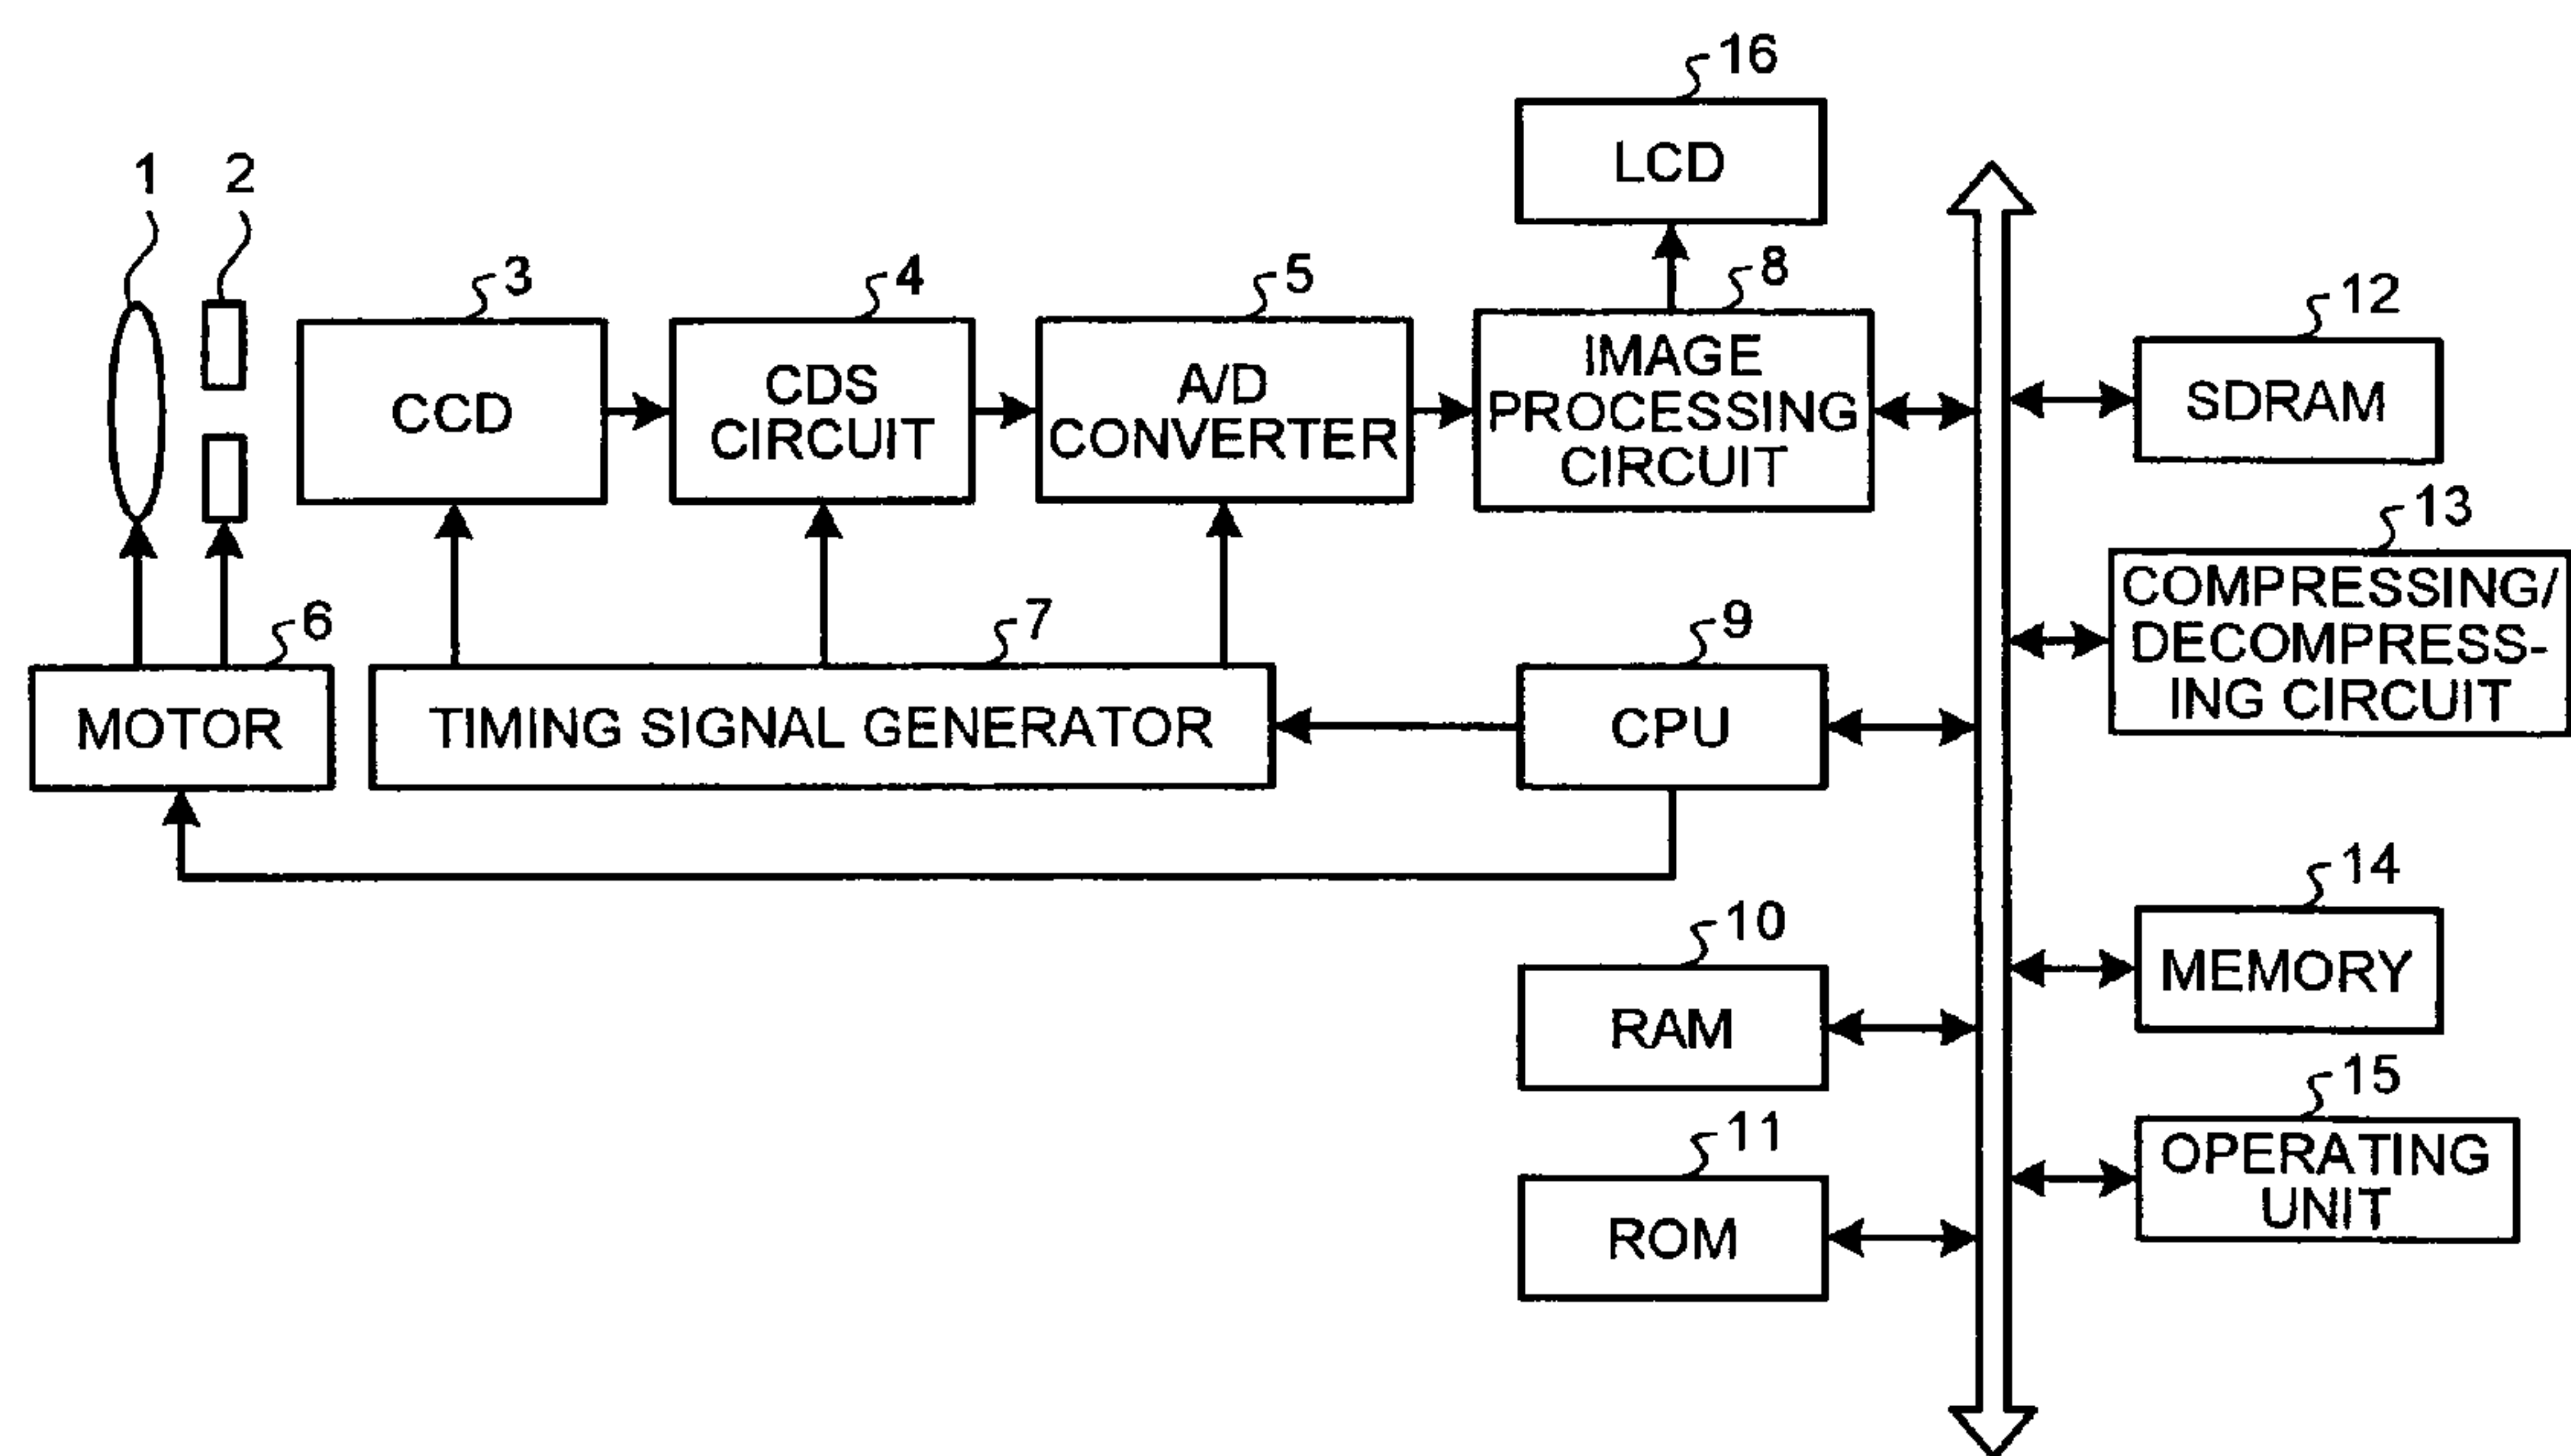 16
LCD
1
2
3
CCD
4
CDS
CIRCUIT
5
A/D
CONVERTER
8
IMAGE
PROCESSING
CIRCUIT
12
SDRAM
13
COMPRESSING/
DECOMPRESS-
ING CIRCUIT
6
MOTOR
7
TIMING SIGNAL GENERATOR
9
CPU
14
MEMORY
10
RAM
15
OPERATING
UNIT
11
ROM